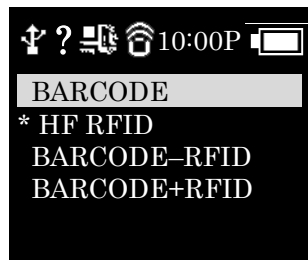 ? 10:00P
BARCODE
* HF RFID
BARCODE–RFID
BARCODE+RFID